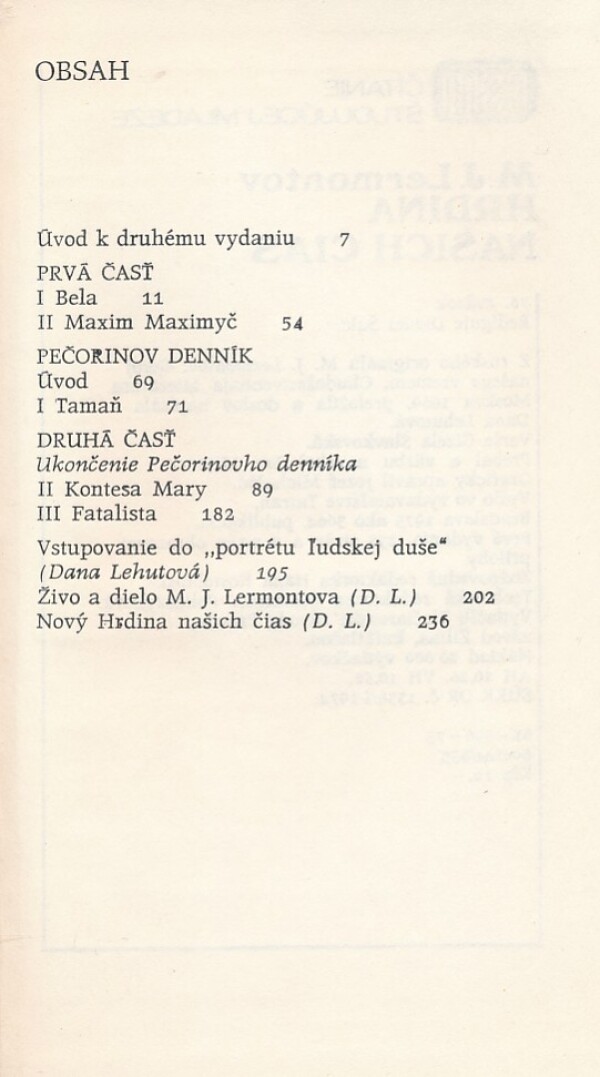 OBSAH
Úvod k druhému vydaniu 7
PRVÁ ČASŤ
I Bela 11
II Maxim Maximyč 54
PEČORINOV DENNÍK
Úvod 69
I Tamaň 71
DRUHÁ ČASŤ
Ukončenie Pečorinovho denníka
II Kontesa Mary 89
III Fatalista 182
Vstupovanie do „portrétu ľudskej duše“
(Dana Lehutová) 195
Živo a dielo M. J. Lermontova (D. L.) 202
Nový Hrdina našich čias (D. L.) 236